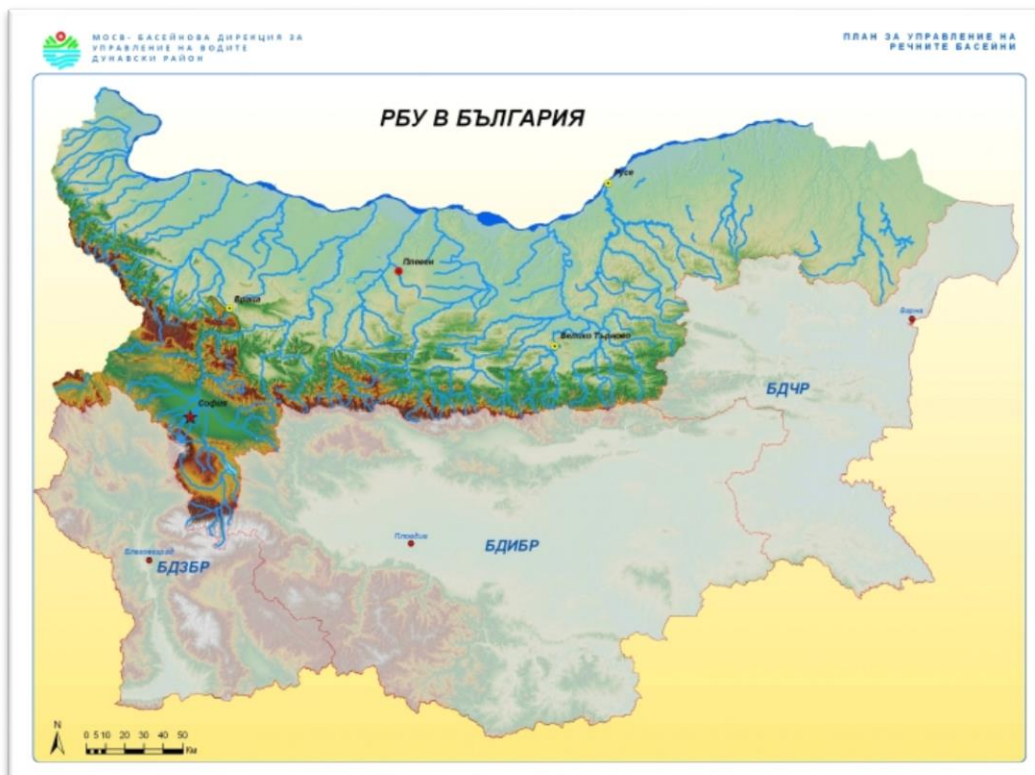 МОСВ- БАСЕЙНОВА ДИРЕКЦИЯ ЗА
УПРАВЛЕНИЕ НА ВОДИТЕ
ДУНАВСКИ РАЙОН
ПЛАН ЗА УПРАВЛЕНИЕ НА
РЕЧНИТЕ БАСЕЙНИ
РБУ В БЪЛГАРИЯ
Русе
Плевен
Враца
Варна
Велико Търново
БДЧР
София
Пловдив
БДИБР
Благоевград
БДЗБР
N
0 5 10 20 30 40 50
Км